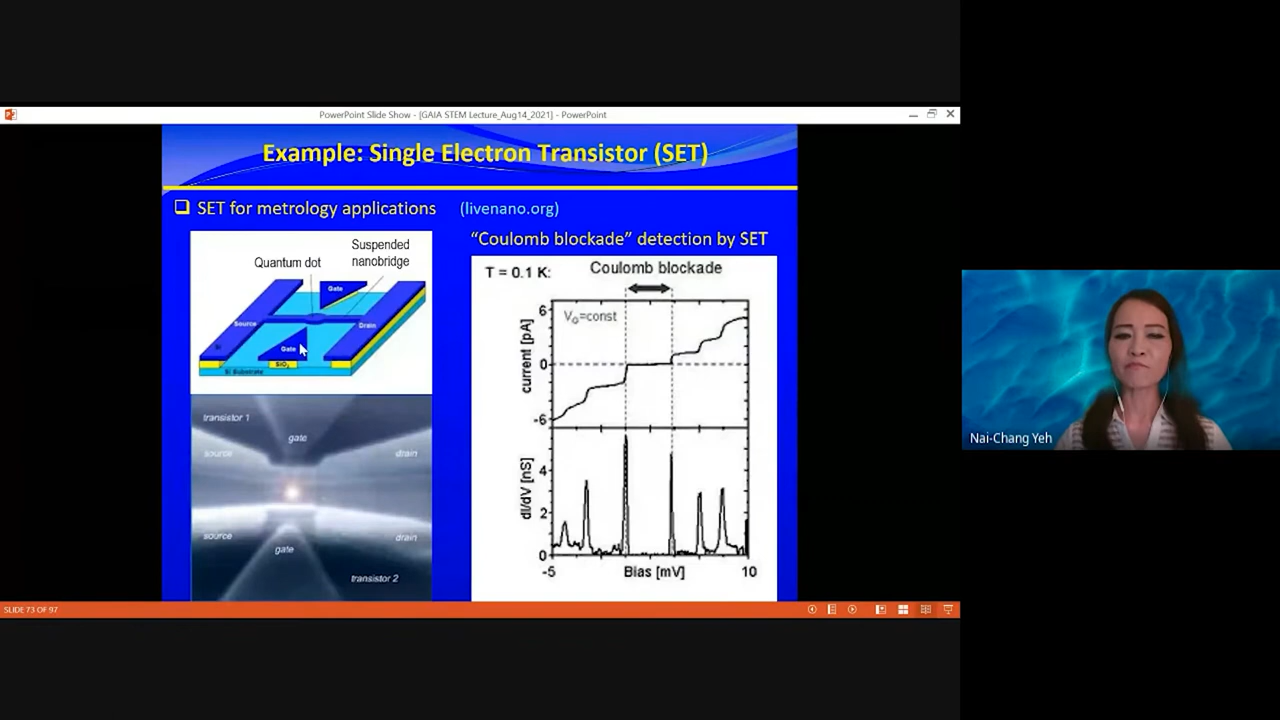 PowerPoint Slide Show - [GAIA STEM Lecture_Aug14_2021] - PowerPoint
Example: Single Electron Transistor (SET)
SET for metrology applications (livenano.org)
"Coulomb blockade" detection by SET
Quantum dot
Suspended
nanobridge
Gate
Source
Drain
Gate
Si
SiO2
Si Substrate
transistor 1
gate
source
drain
source
drain
gate
transistor 2
T = 0.1 K:
Coulomb blockade
6
V_G=const
current [pA]
0
-6
4
dI/dV [nS]
2
0
-5
Bias [mV]
10
Nai-Chang Yeh
SLIDE 73 OF 97